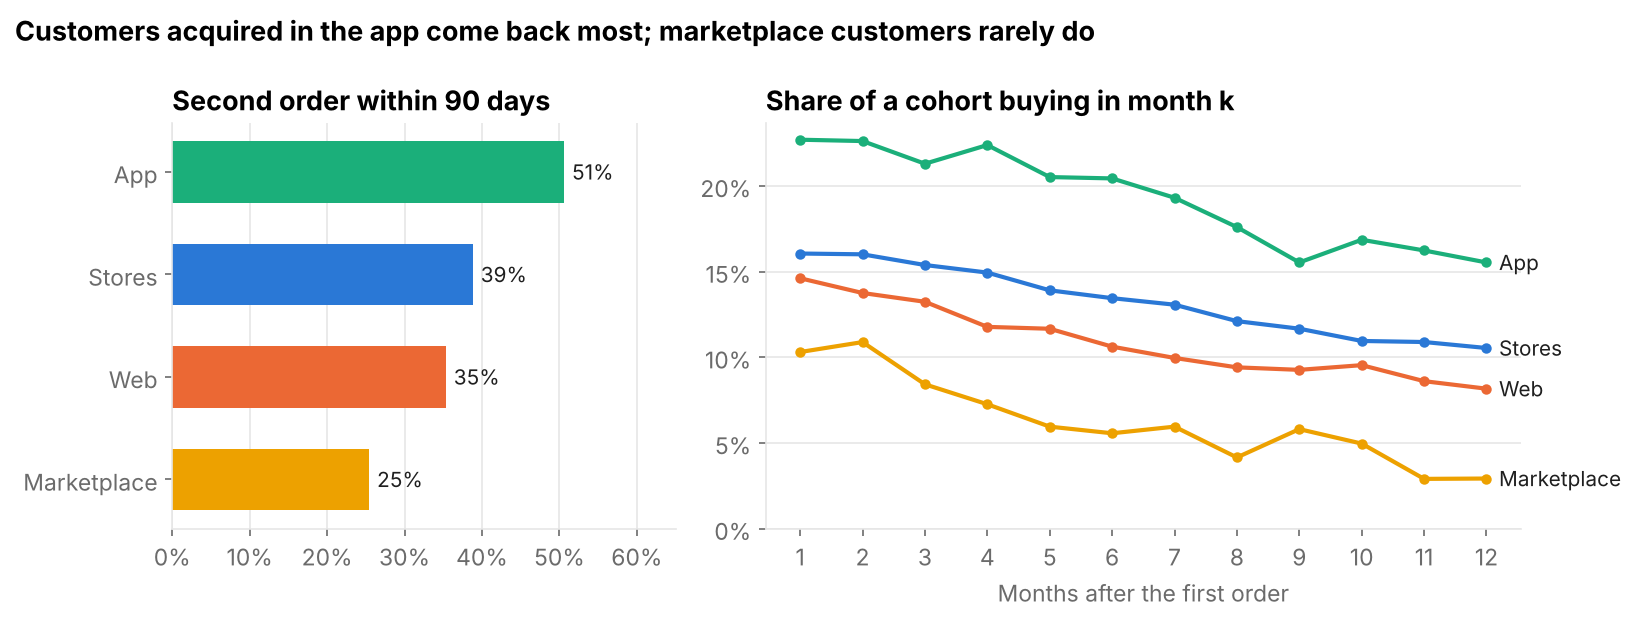 Customers acquired in the app come back most; marketplace customers rarely do
Second order within 90 days
App
51%
Stores
39%
Web
35%
Marketplace
25%
0% 10% 20% 30% 40% 50% 60%
Share of a cohort buying in month k
20%
15%
10%
5%
0%
App
Stores
Web
Marketplace
1 2 3 4 5 6 7 8 9 10 11 12
Months after the first order